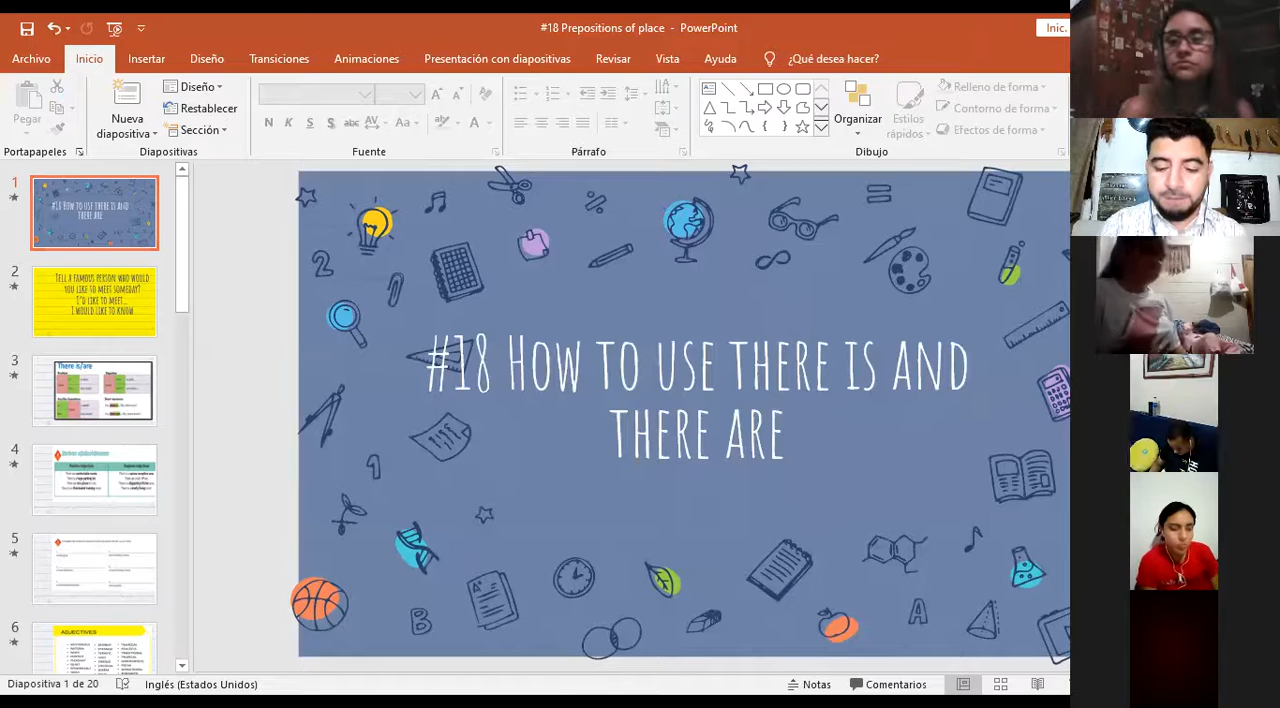 #18 Prepositions of place - PowerPoint
Inic.
Archivo Inicio Insertar Diseño Transiciones Animaciones Presentación con diapositivas Revisar Vista Ayuda ¿Qué desea hacer?
Pegar
Nueva
diapositiva
Diseño
Restablecer
Sección
N K S S abc AV Aa A
Organizar
Estilos
rápidos
Relleno de forma
Contorno de forma
Efectos de forma
Portapapeles Diapositivas Fuente Párrafo Dibujo
1
#18 How to use there is and
there are
2
Tell a famous person who would
you like to meet someday?
I'd like to meet...
I would like to know
3
There is/are
4
5
6
ADJECTIVES
#18 How to use there is and
there are
Diapositiva 1 de 20 Inglés (Estados Unidos) Notas Comentarios